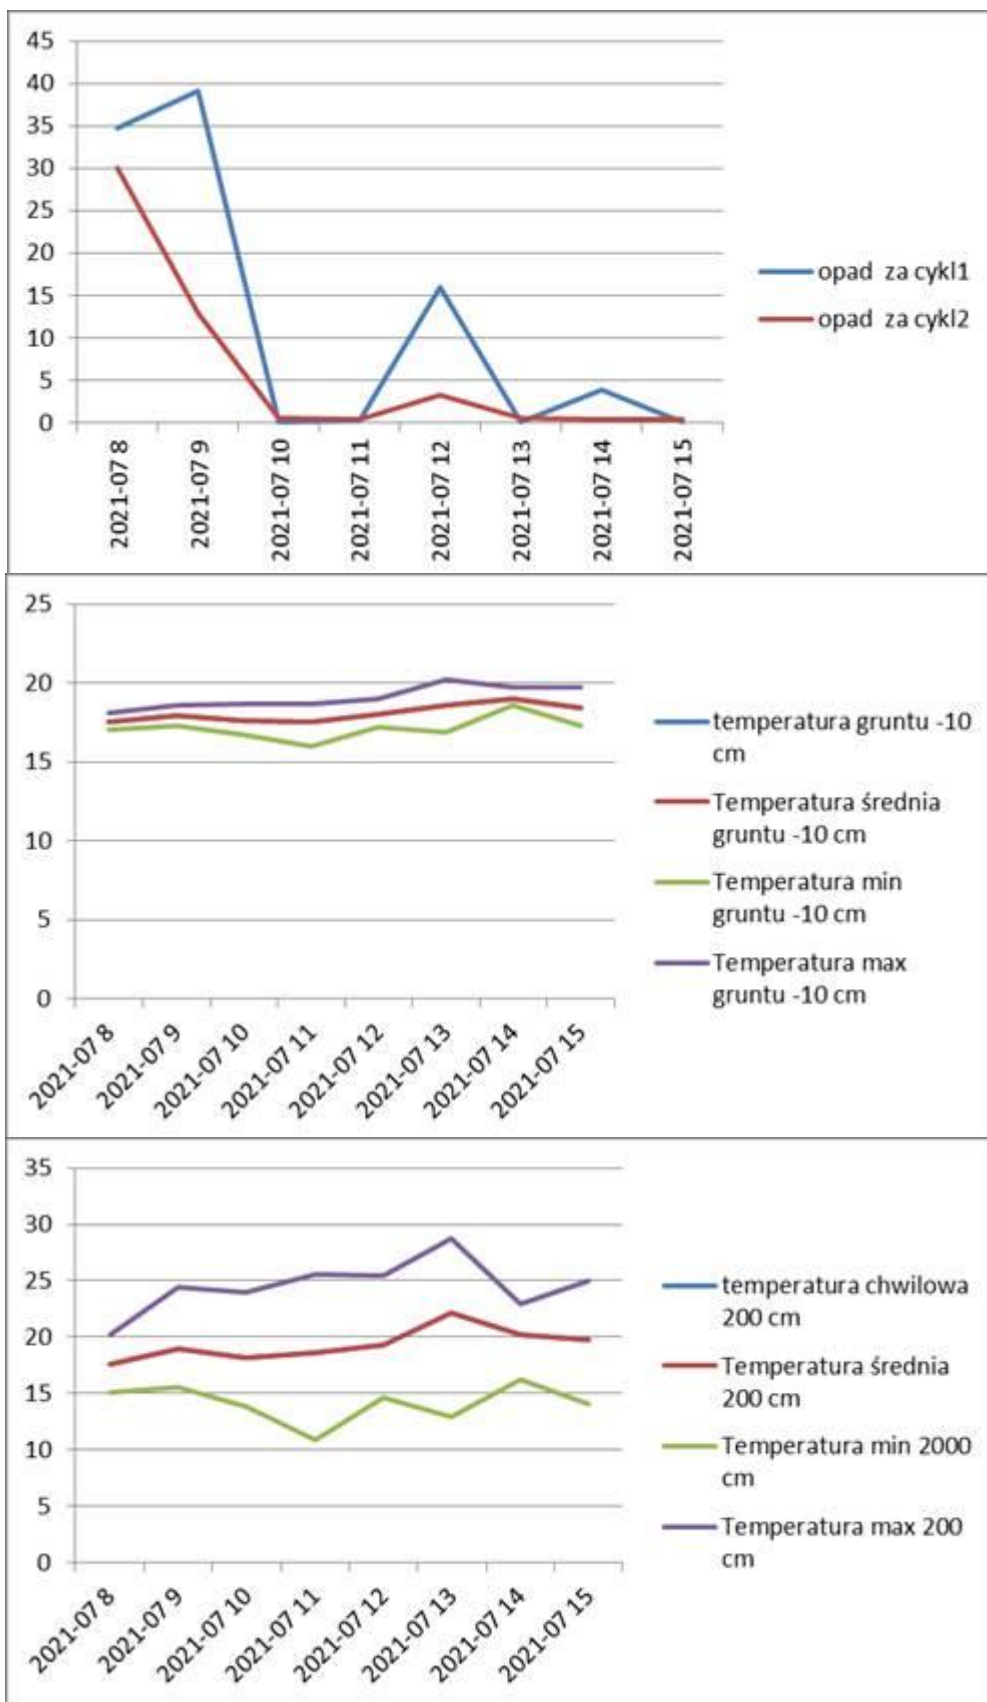 45
40
35
30
25
20
15
10
5
0
2021-07 8
2021-07 9
2021-07 10
2021-07 11
2021-07 12
2021-07 13
2021-07 14
2021-07 15
opad za cykl1
opad za cykl2
25
20
15
10
5
0
2021-07 8
2021-07 9
2021-07 10
2021-07 11
2021-07 12
2021-07 13
2021-07 14
2021-07 15
temperatura gruntu -10
cm
Temperatura średnia
gruntu -10 cm
Temperatura min
gruntu -10 cm
Temperatura max
gruntu -10 cm
35
30
25
20
15
10
5
0
2021-07 8
2021-07 9
2021-07 10
2021-07 11
2021-07 12
2021-07 13
2021-07 14
2021-07 15
temperatura chwilowa
200 cm
Temperatura średnia
200 cm
Temperatura min 2000
cm
Temperatura max 200
cm